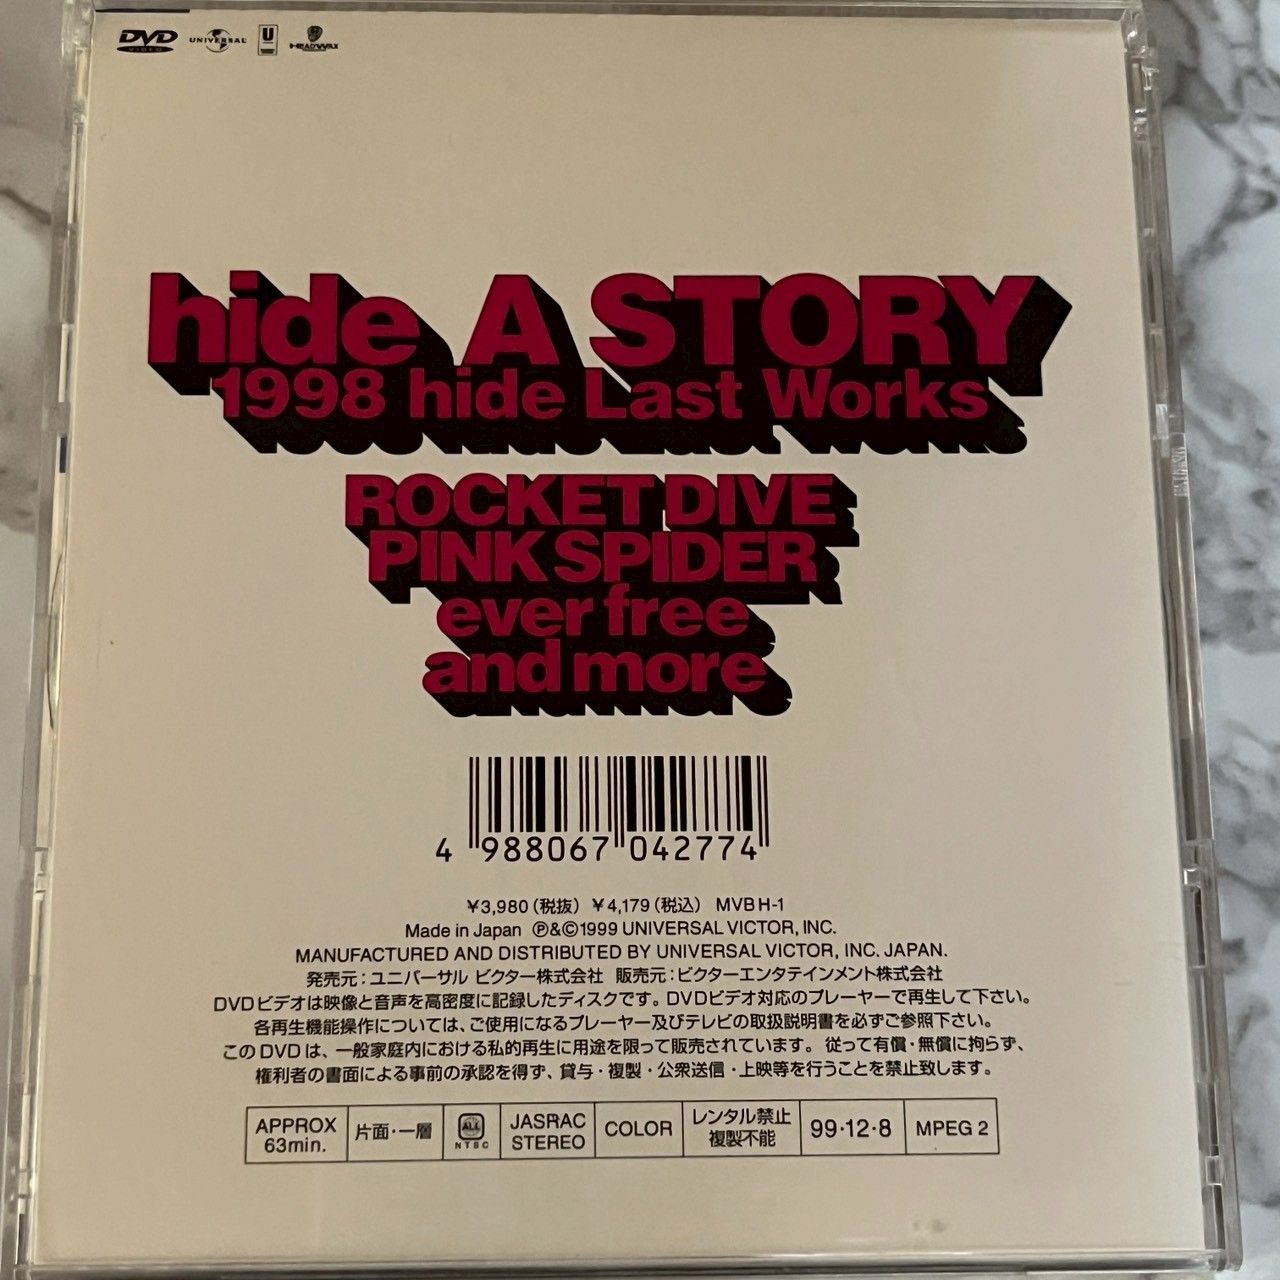 DVD VIDEO UNIVERSAL U HEADWAX
hide A STORY
1998 hide Last Works
ROCKET DIVE
PINK SPIDER
ever free
and more
4 988067 042774
¥3,980（税抜） ¥4,179（税込） MVBH-1
Made in Japan Ⓟ&©1999 UNIVERSAL VICTOR, INC.
MANUFACTURED AND DISTRIBUTED BY UNIVERSAL VICTOR, INC. JAPAN.
発売元：ユニバーサル ビクター株式会社 販売元：ビクターエンタテインメント株式会社
DVDビデオは映像と音声を高密度に記録したディスクです。DVDビデオ対応のプレーヤーで再生して下さい。
各再生機能操作については、ご使用になるプレーヤー及びテレビの取扱説明書を必ずご参照下さい。
このDVDは、一般家庭内における私的再生に用途を限って販売されています。従って有償・無償に拘らず、
権利者の書面による事前の承認を得ず、貸与・複製・公衆送信・上映等を行うことを禁止致します。
APPROX 63min. 片面・一層 ALL NTSC JASRAC STEREO COLOR レンタル禁止 複製不能 99・12・8 MPEG 2